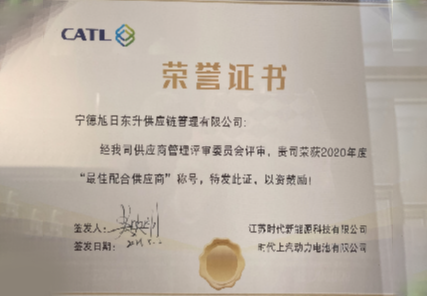 CATL
荣誉证书
宁德旭日东升供应链管理有限公司:
经我司供应商管理评审委员会评审，贵司荣获2020年度
“最佳配合供应商”称号，特发此证，以资鼓励!
签发人:
江苏时代新能源科技有限公司
签发日期:
时代上汽动力电池有限公司